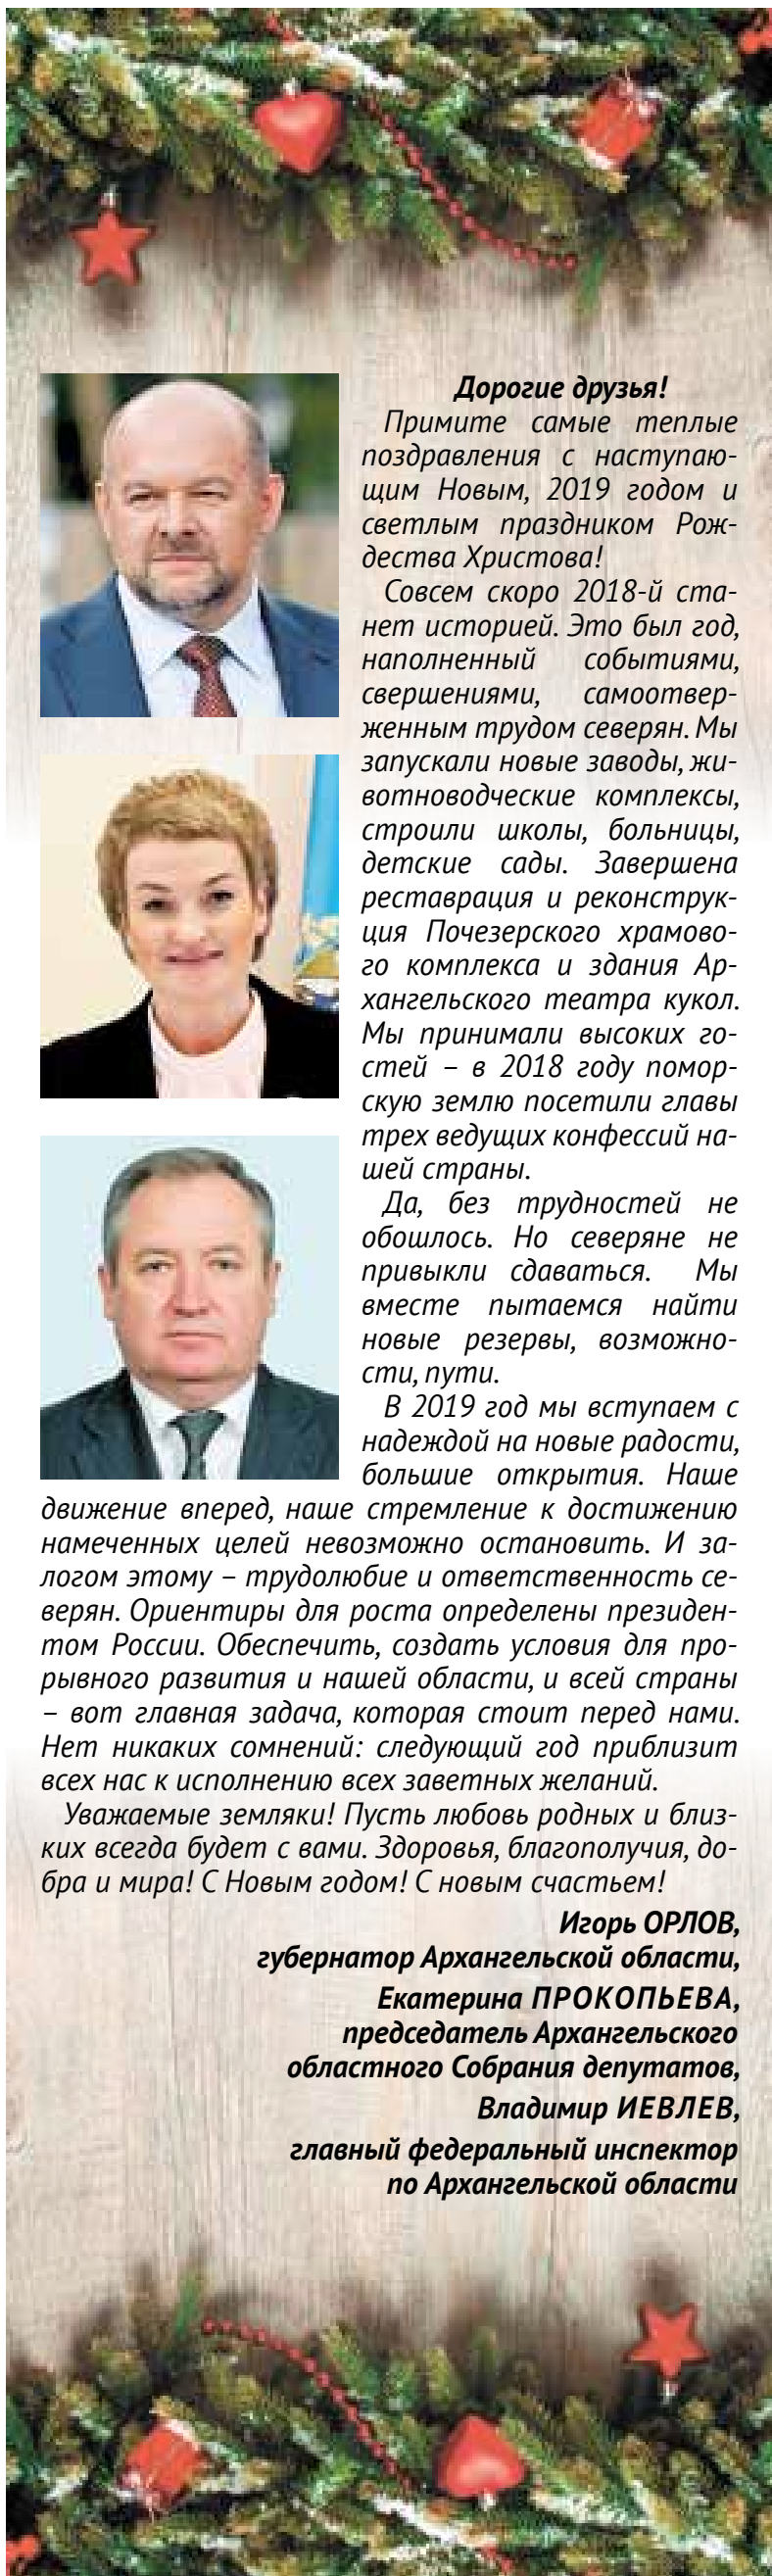 Дорогие друзья!
Примите самые теплые
поздравления с наступаю-
щим Новым, 2019 годом и
светлым праздником Рож-
дества Христова!
Совсем скоро 2018-й ста-
нет историей. Это был год,
наполненный событиями,
свершениями, самоотвер-
женным трудом северян. Мы
запускали новые заводы, жи-
вотноводческие комплексы,
строили школы, больницы,
детские сады. Завершена
реставрация и реконструк-
ция Почезерского храмово-
го комплекса и здания Ар-
хангельского театра кукол.
Мы принимали высоких го-
стей – в 2018 году помор-
скую землю посетили главы
трех ведущих конфессий на-
шей страны.
Да, без трудностей не
обошлось. Но северяне не
привыкли сдаваться. Мы
вместе пытаемся найти
новые резервы, возможно-
сти, пути.
В 2019 год мы вступаем с
надеждой на новые радости,
большие открытия. Наше
движение вперед, наше стремление к достижению
намеченных целей невозможно остановить. И за-
логом этому – трудолюбие и ответственность се-
верян. Ориентиры для роста определены президен-
том России. Обеспечить, создать условия для про-
рывного развития и нашей области, и всей страны
– вот главная задача, которая стоит перед нами.
Нет никаких сомнений: следующий год приблизит
всех нас к исполнению всех заветных желаний.
Уважаемые земляки! Пусть любовь родных и близ-
ких всегда будет с вами. Здоровья, благополучия, до-
бра и мира! С Новым годом! С новым счастьем!
Игорь ОРЛОВ,
губернатор Архангельской области,
Екатерина ПРОКОПЬЕВА,
председатель Архангельского
областного Собрания депутатов,
Владимир ИЕВЛЕВ,
главный федеральный инспектор
по Архангельской области